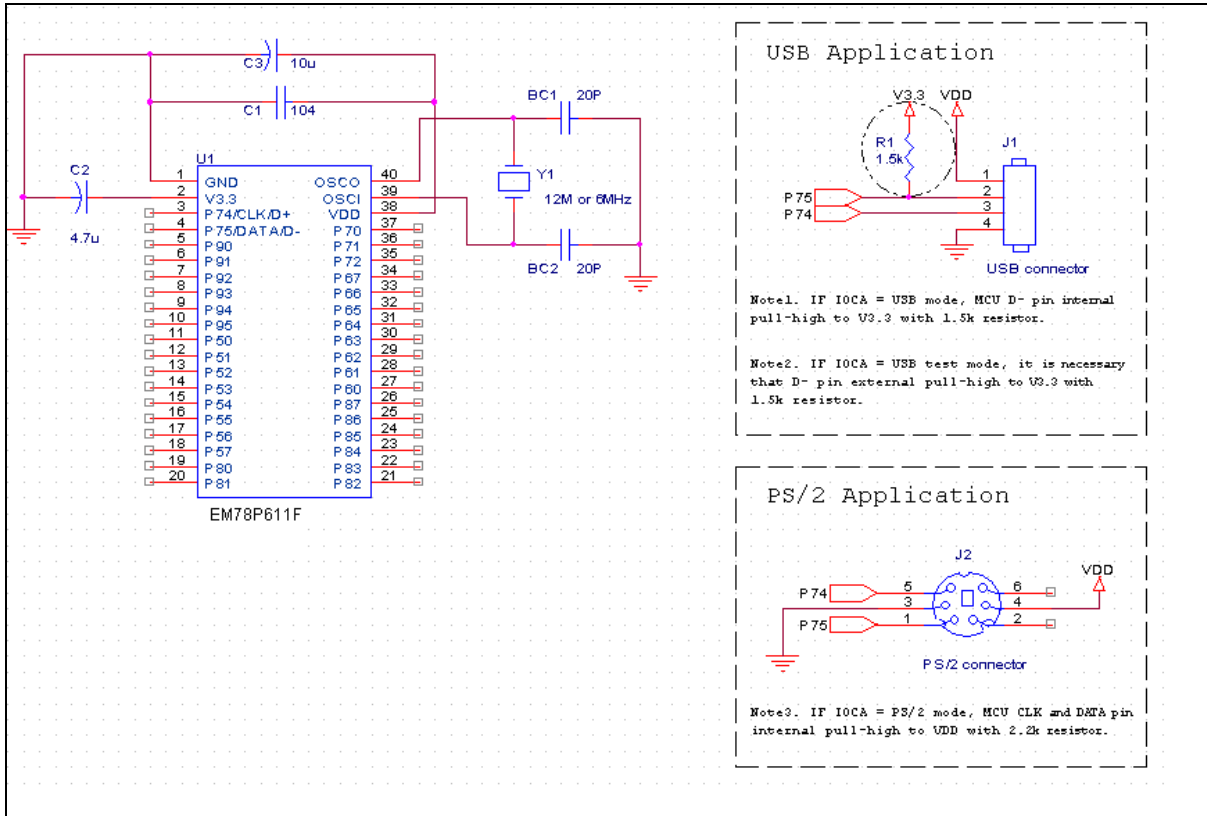 C3 10u
C1 104
C2
4.7u
U1
1 GND OSCO 40
2 V3.3 OSCI 39
3 P74/CLK/D+ VDD 38
4 P75/DATA/D- P70 37
5 P90 P71 36
6 P91 P72 35
7 P92 P67 34
8 P93 P66 33
9 P94 P65 32
10 P95 P64 31
11 P50 P63 30
12 P51 P62 29
13 P52 P61 28
14 P53 P60 27
15 P54 P87 26
16 P55 P86 25
17 P56 P85 24
18 P57 P84 23
19 P80 P83 22
20 P81 P82 21
EM78P611F
BC1 20P
Y1
12M or 6MHz
BC2 20P
USB Application
V3.3 VDD
R1
1.5k
J1
P75
P74
1
2
3
4
USB connector
Note1. IF IOCA = USB mode, MCU D- pin internal
pull-high to V3.3 with 1.5k resistor.
Note2. IF IOCA = USB test mode, it is necessary
that D- pin external pull-high to V3.3 with
1.5k resistor.
PS/2 Application
J2
VDD
P74 5 6
3 4
P75 1 2
PS/2 connector
Note3. IF IOCA = PS/2 mode, MCU CLK and DATA pin
internal pull-high to VDD with 2.2k resistor.